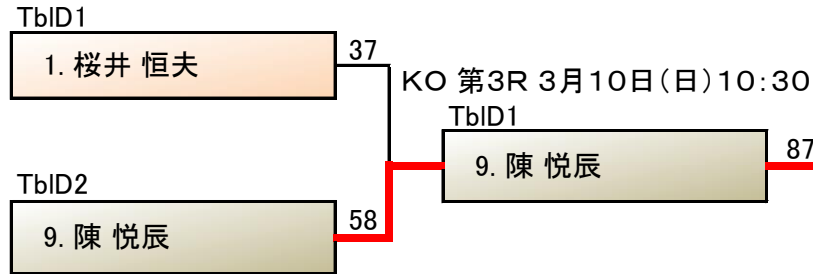 TblD1
1. 桜井 恒夫
37
KO 第3R 3月10日(日)10:30
TblD1
9. 陳 悦辰
87
TblD2
9. 陳 悦辰
58